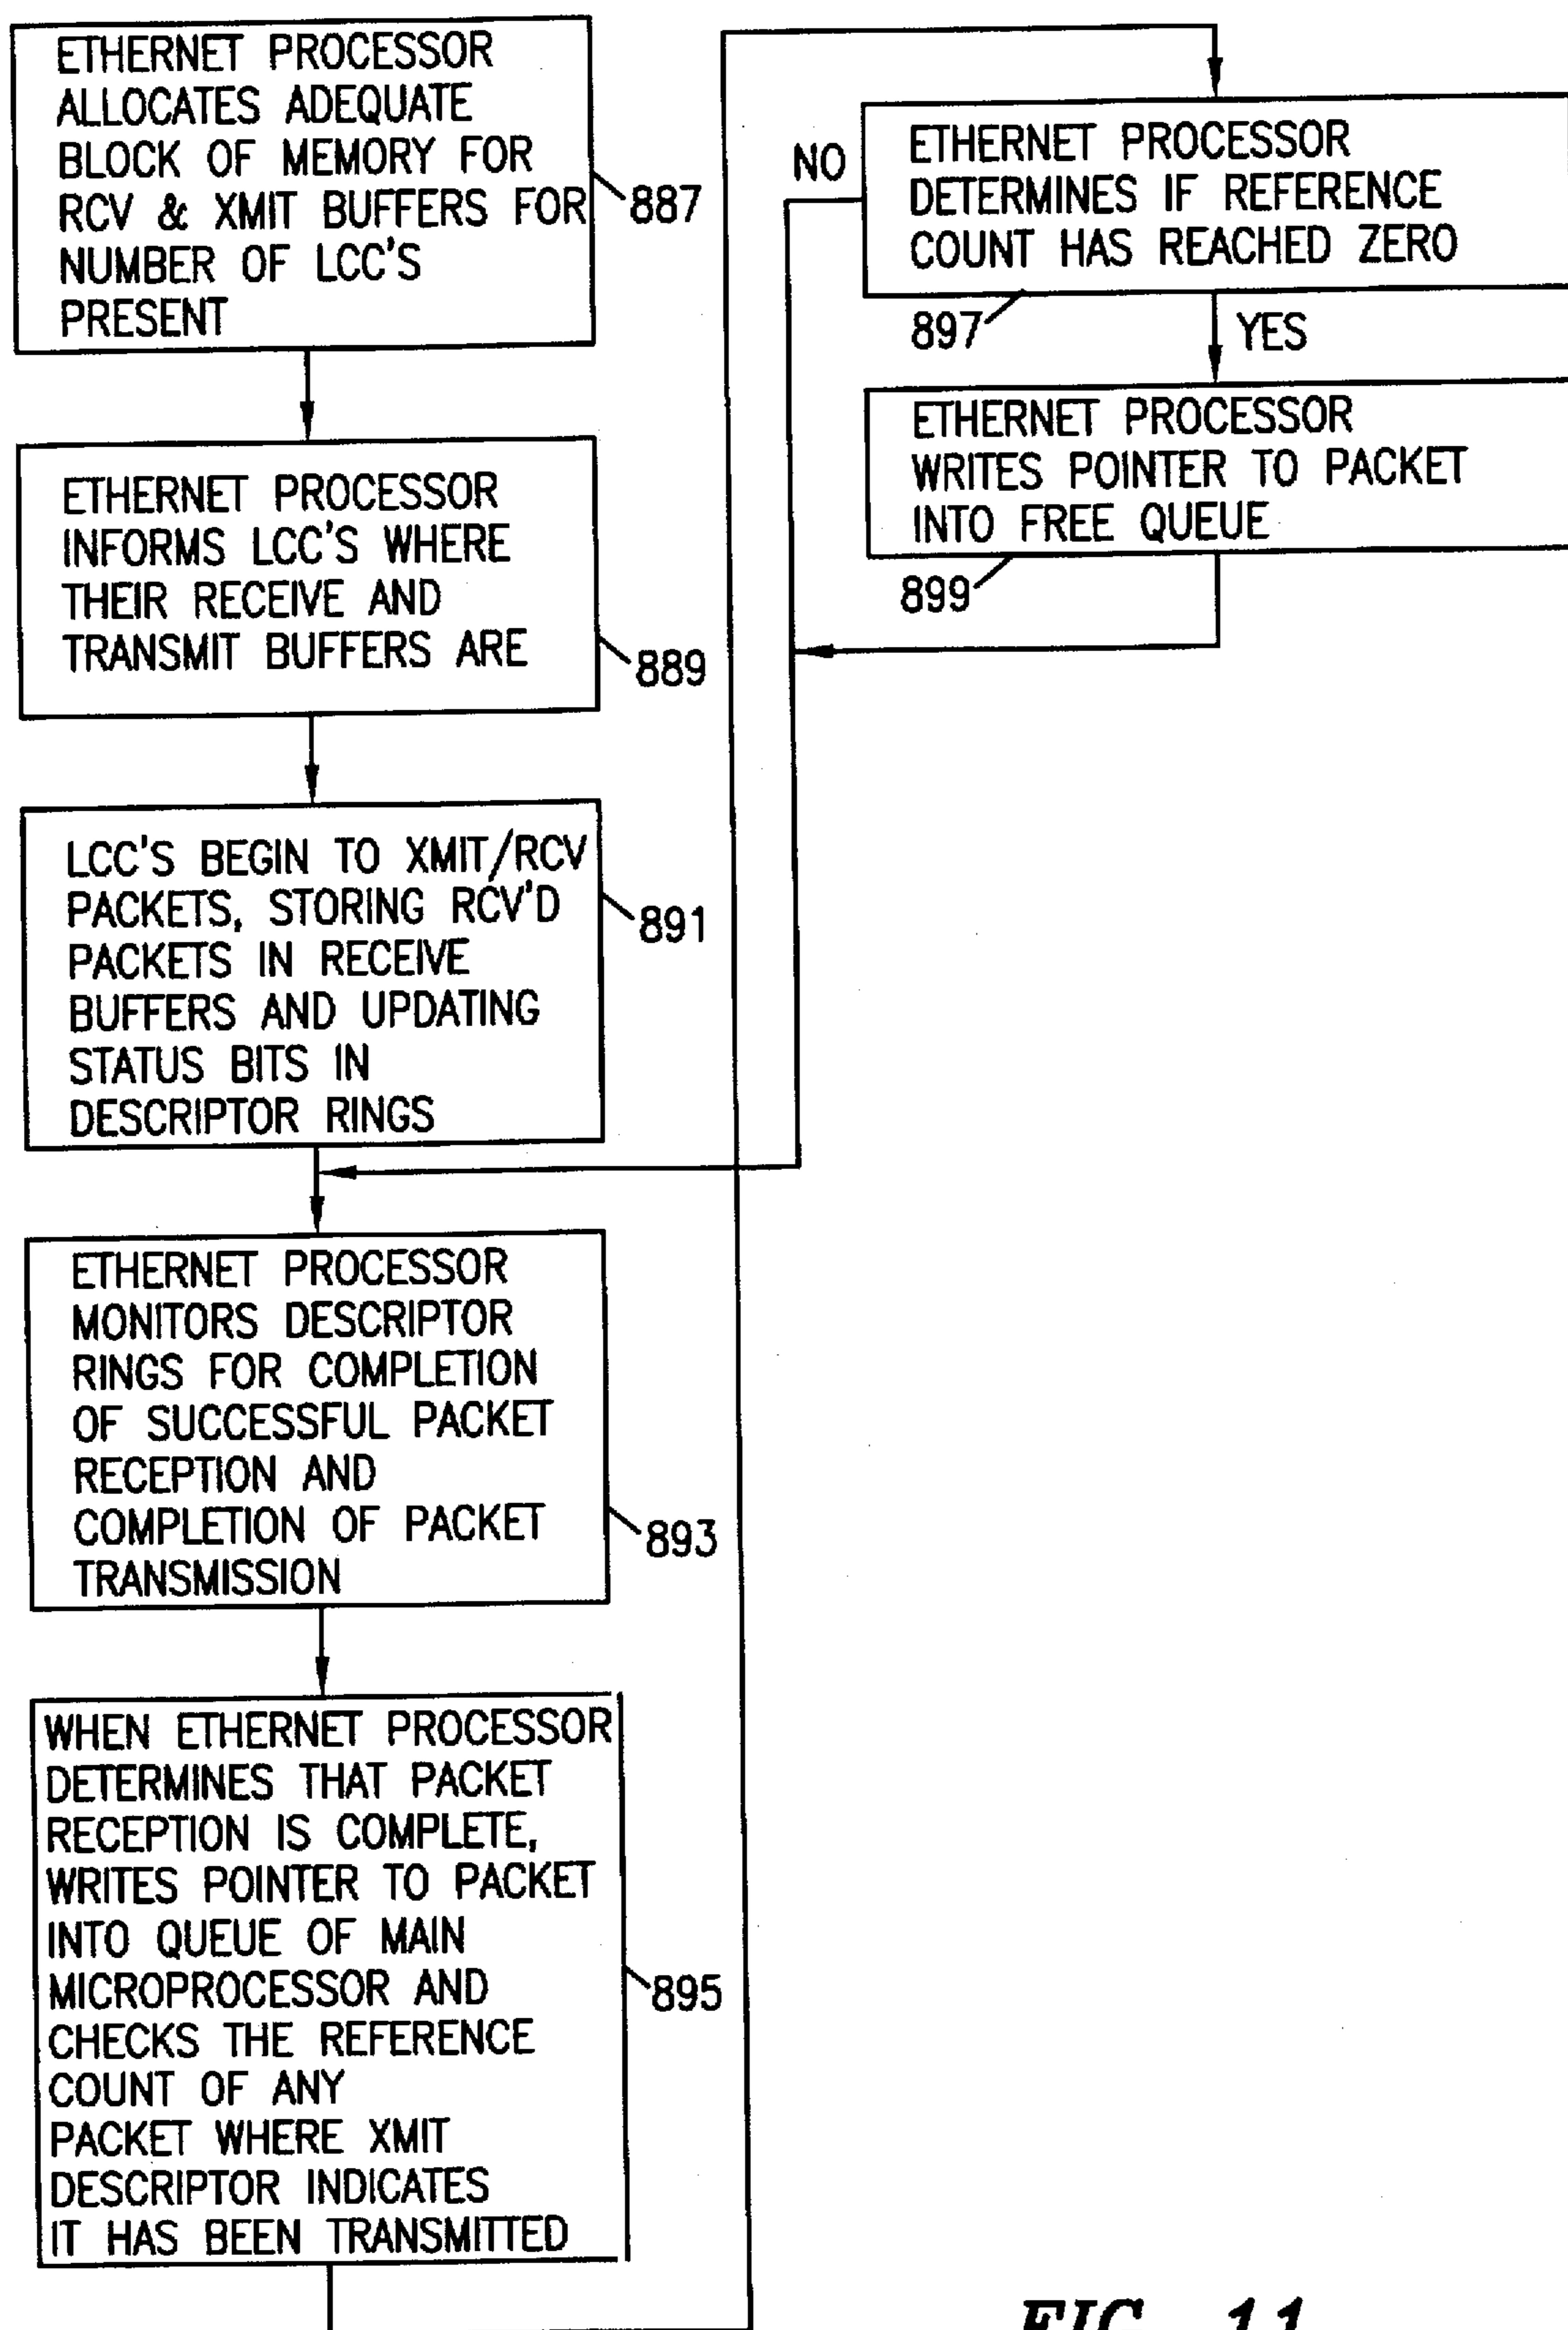 ETHERNET PROCESSOR
ALLOCATES ADEQUATE
BLOCK OF MEMORY FOR
RCV & XMIT BUFFERS FOR
NUMBER OF LCC'S
PRESENT
887
ETHERNET PROCESSOR
INFORMS LCC'S WHERE
THEIR RECEIVE AND
TRANSMIT BUFFERS ARE
889
LCC'S BEGIN TO XMIT/RCV
PACKETS, STORING RCV'D
PACKETS IN RECEIVE
BUFFERS AND UPDATING
STATUS BITS IN
DESCRIPTOR RINGS
891
ETHERNET PROCESSOR
MONITORS DESCRIPTOR
RINGS FOR COMPLETION
OF SUCCESSFUL PACKET
RECEPTION AND
COMPLETION OF PACKET
TRANSMISSION
893
WHEN ETHERNET PROCESSOR
DETERMINES THAT PACKET
RECEPTION IS COMPLETE,
WRITES POINTER TO PACKET
INTO QUEUE OF MAIN
MICROPROCESSOR AND
CHECKS THE REFERENCE
COUNT OF ANY
PACKET WHERE XMIT
DESCRIPTOR INDICATES
IT HAS BEEN TRANSMITTED
895
ETHERNET PROCESSOR
DETERMINES IF REFERENCE
COUNT HAS REACHED ZERO
NO
897
YES
ETHERNET PROCESSOR
WRITES POINTER TO PACKET
INTO FREE QUEUE
899
FIG. 11